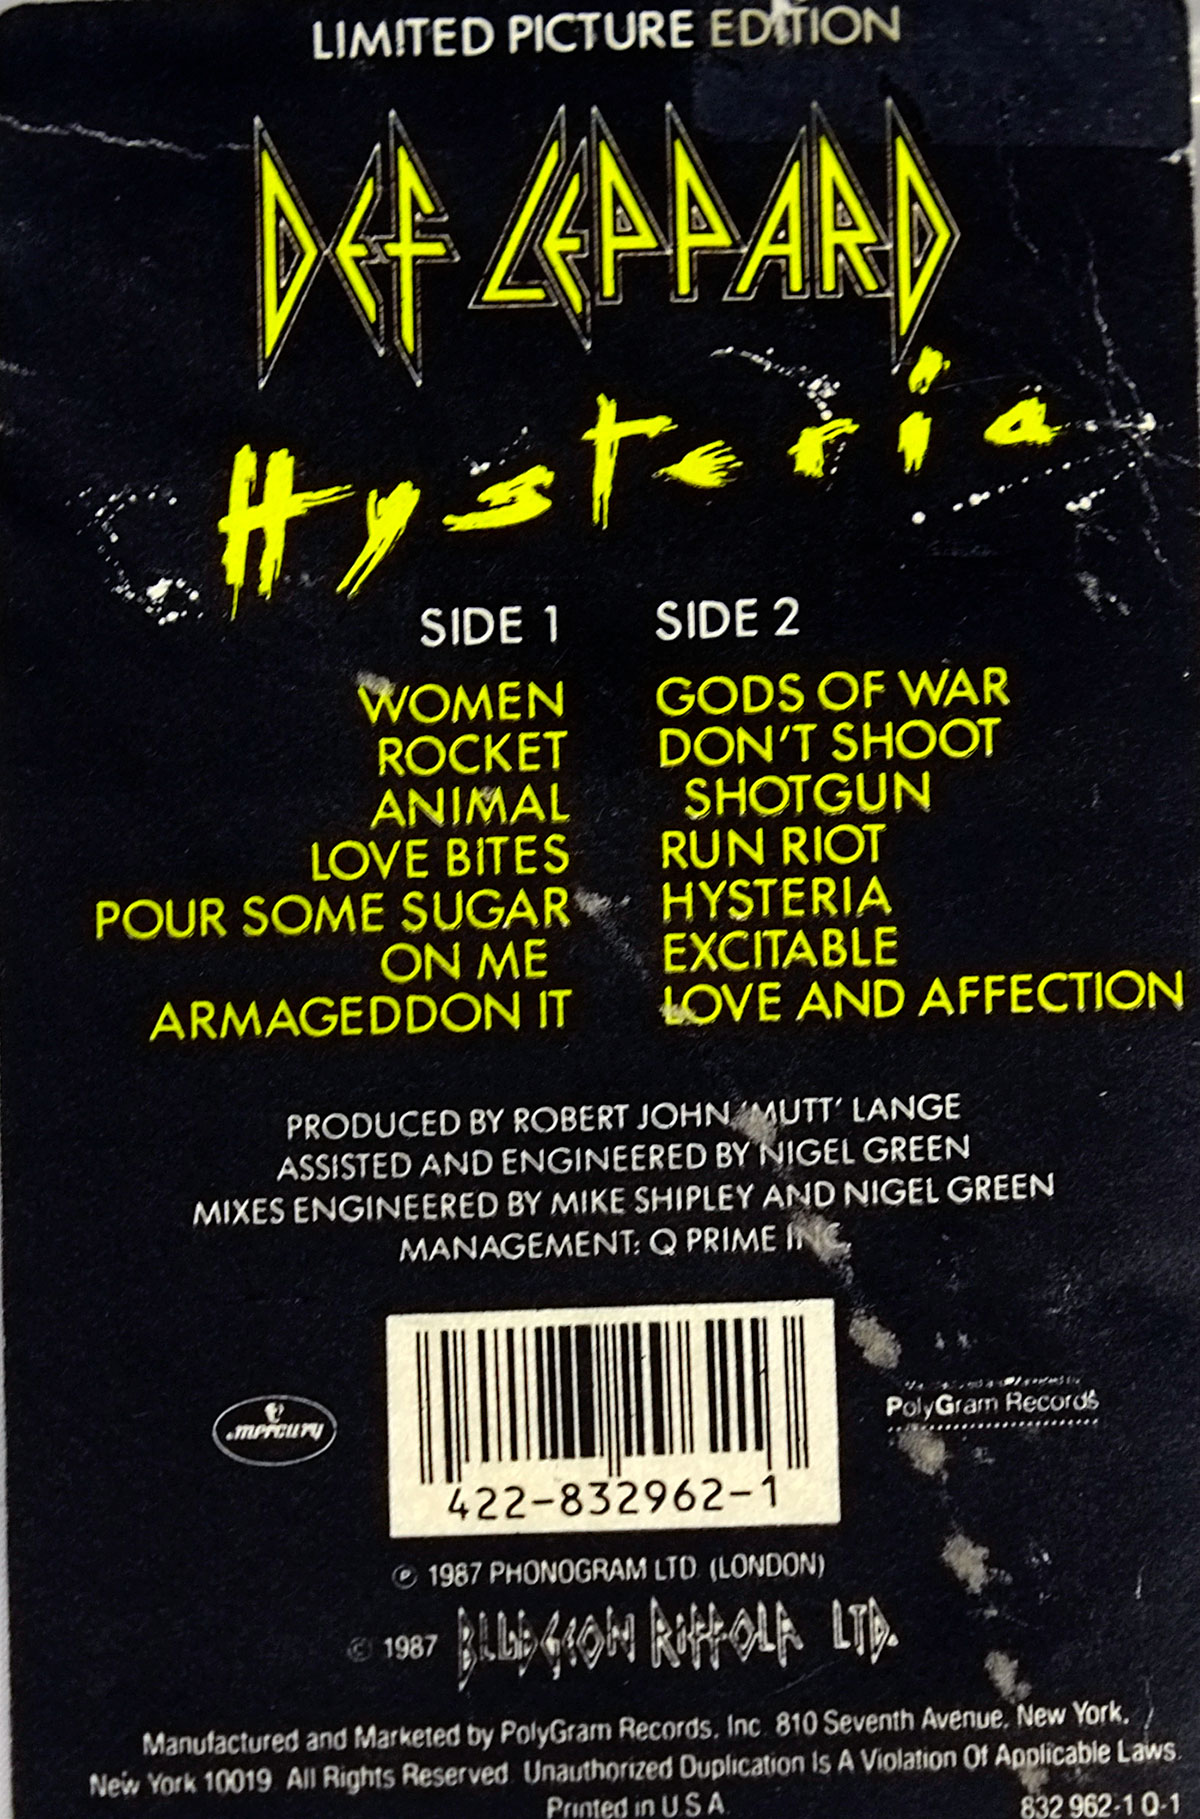 LIMITED PICTURE EDITION
DEF LEPPARD
Hysteria
SIDE 1
WOMEN
ROCKET
ANIMAL
LOVE BITES
POUR SOME SUGAR
ON ME
ARMAGEDDON IT
SIDE 2
GODS OF WAR
DON'T SHOOT
SHOTGUN
RUN RIOT
HYSTERIA
EXCITABLE
LOVE AND AFFECTION
PRODUCED BY ROBERT JOHN 'MUTT' LANGE
ASSISTED AND ENGINEERED BY NIGEL GREEN
MIXES ENGINEERED BY MIKE SHIPLEY AND NIGEL GREEN
MANAGEMENT: Q PRIME INC.
mercury
422-832962-1
PolyGram Records
℗ 1987 PHONOGRAM LTD. (LONDON)
© 1987 BLUDGEON RIFFOLA LTD.
Manufactured and Marketed by PolyGram Records, Inc. 810 Seventh Avenue, New York,
New York 10019 All Rights Reserved Unauthorized Duplication Is A Violation Of Applicable Laws.
Printed in U.S.A.
832 962-1 Q-1